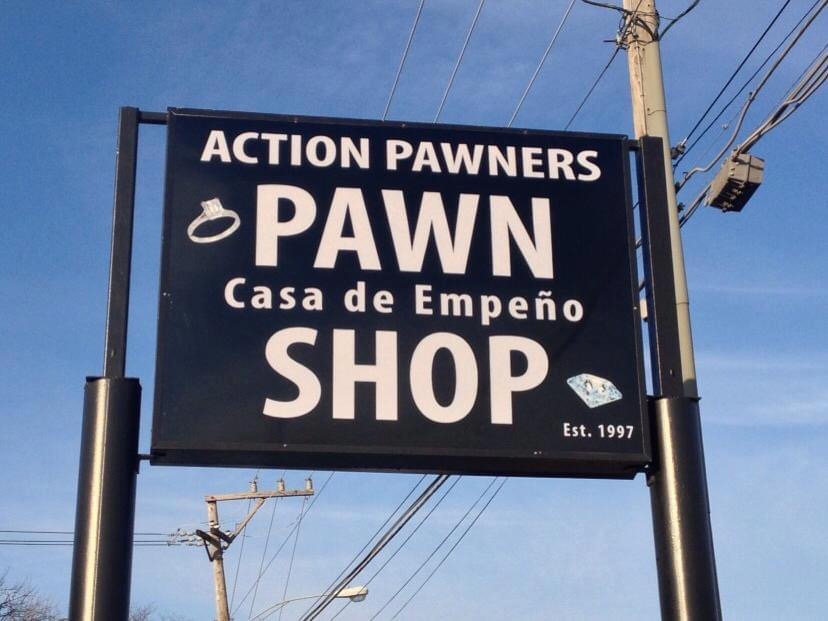 ACTION PAWNERS
PAWN
Casa de Empeño
SHOP
Est. 1997